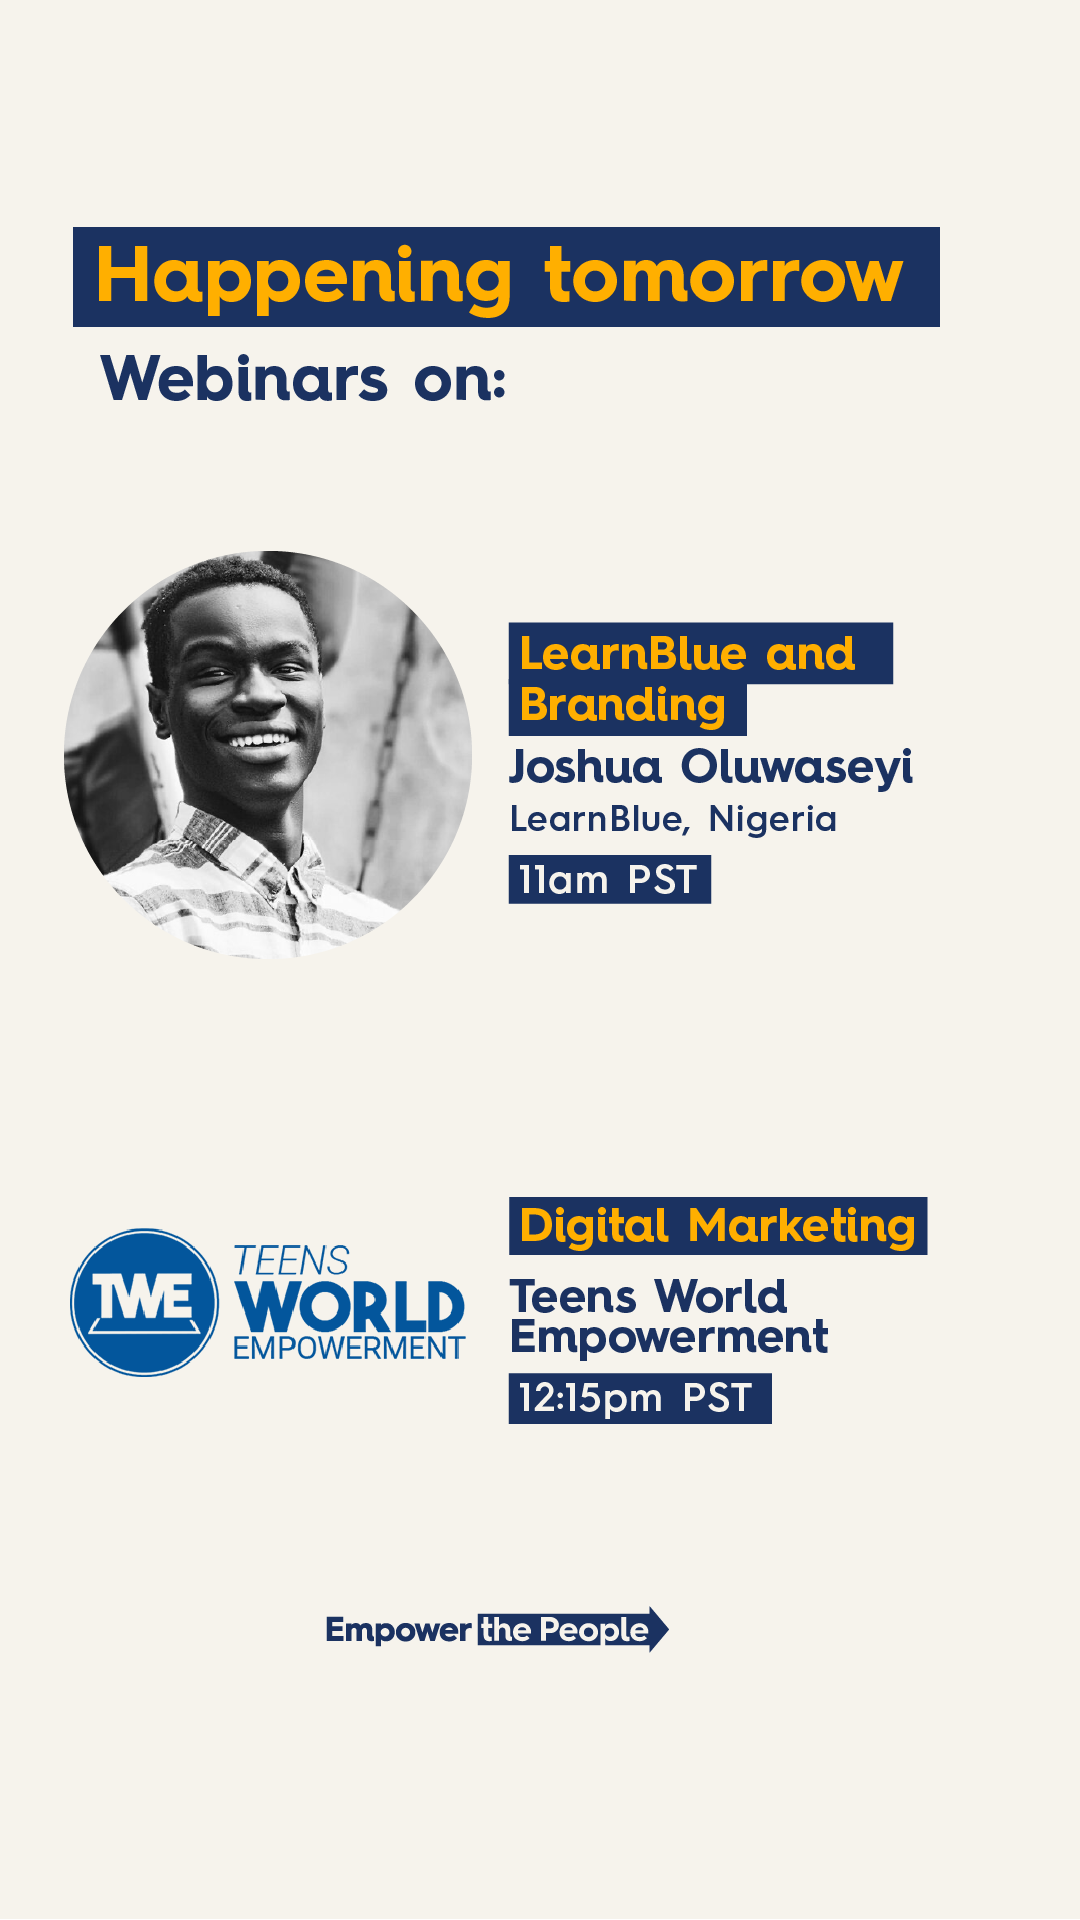 Happening tomorrow
Webinars on:
LearnBlue and
Branding
Joshua Oluwaseyi
LearnBlue, Nigeria
11am PST
TWE
TEENS
WORLD
EMPOWERMENT
Digital Marketing
Teens World
Empowerment
12:15pm PST
Empower the People